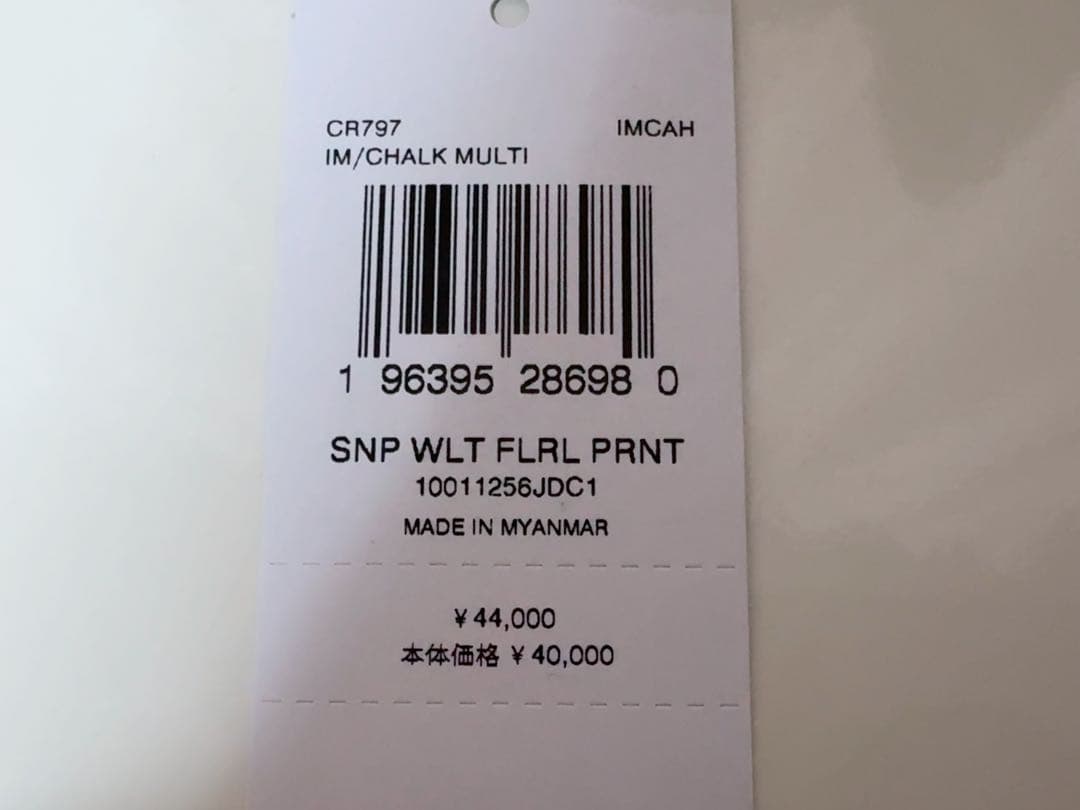 CR797 IMCAH
IM/CHALK MULTI
1 96395 28698 0
SNP WLT FLRL PRNT
10011256JDC1
MADE IN MYANMAR
¥44,000
本体価格 ¥40,000